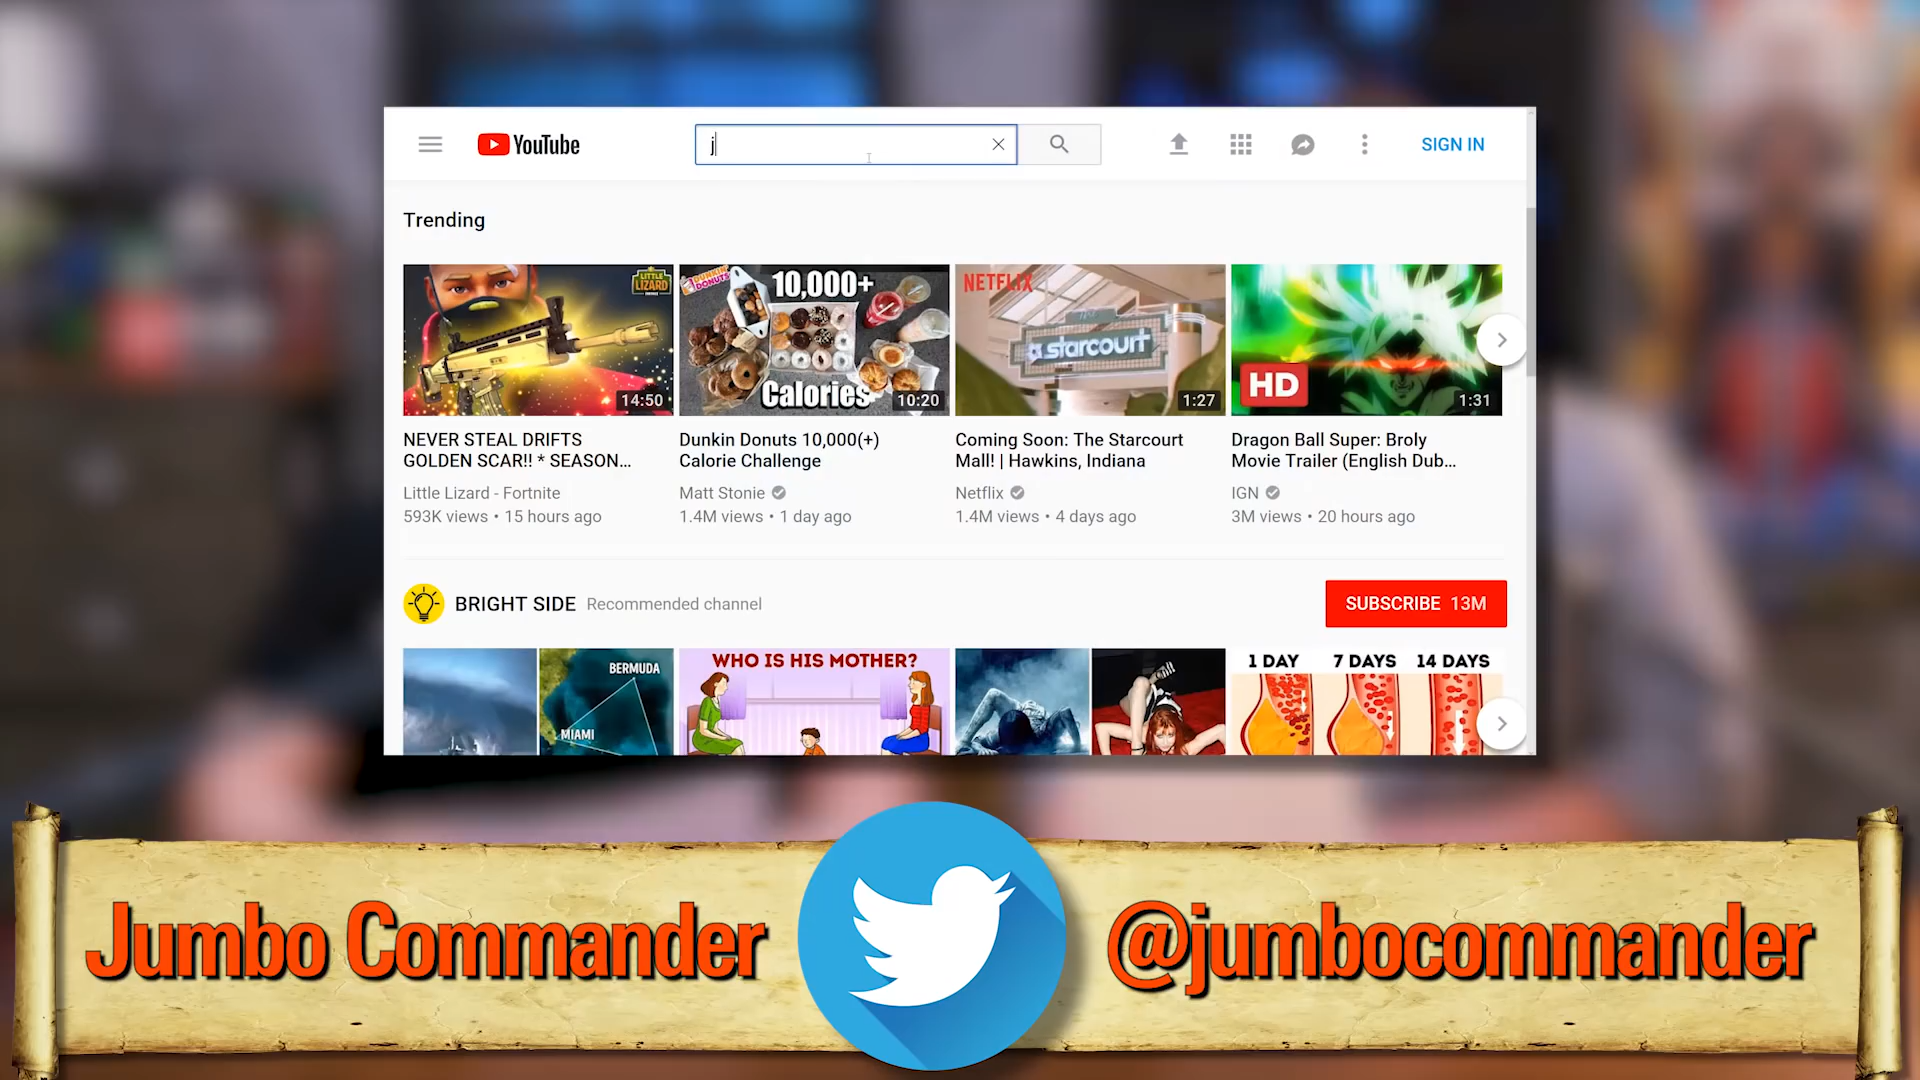 YouTube
j
SIGN IN
Trending
LITTLE
LIZARD
14:50
DUNKIN'
DONUTS
10,000+
Calories
10:20
NETFLIX
starcourt
1:27
HD
1:31
NEVER STEAL DRIFTS
GOLDEN SCAR!! * SEASON...
Little Lizard - Fortnite
593K views • 15 hours ago
Dunkin Donuts 10,000(+)
Calorie Challenge
Matt Stonie
1.4M views • 1 day ago
Coming Soon: The Starcourt
Mall! | Hawkins, Indiana
Netflix
1.4M views • 4 days ago
Dragon Ball Super: Broly
Movie Trailer (English Dub...
IGN
3M views • 20 hours ago
BRIGHT SIDE Recommended channel
SUBSCRIBE 13M
BERMUDA
MIAMI
WHO IS HIS MOTHER?
1 DAY 7 DAYS 14 DAYS
Jumbo Commander
@jumbocommander